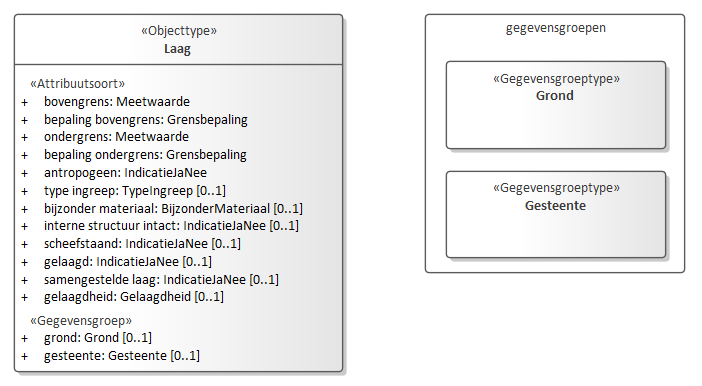 «Objecttype»
Laag
«Attribuutsoort»
+ bovengrens: Meetwaarde
+ bepaling bovengrens: Grensbepaling
+ ondergrens: Meetwaarde
+ bepaling ondergrens: Grensbepaling
+ antropogeen: IndicatieJaNee
+ type ingreep: TypeIngreep [0..1]
+ bijzonder materiaal: BijzonderMateriaal [0..1]
+ interne structuur intact: IndicatieJaNee [0..1]
+ scheefstaand: IndicatieJaNee [0..1]
+ gelaagd: IndicatieJaNee [0..1]
+ samengestelde laag: IndicatieJaNee [0..1]
+ gelaagdheid: Gelaagdheid [0..1]
«Gegevensgroep»
+ grond: Grond [0..1]
+ gesteente: Gesteente [0..1]
gegevensgroepen
«Gegevensgroeptype»
Grond
«Gegevensgroeptype»
Gesteente